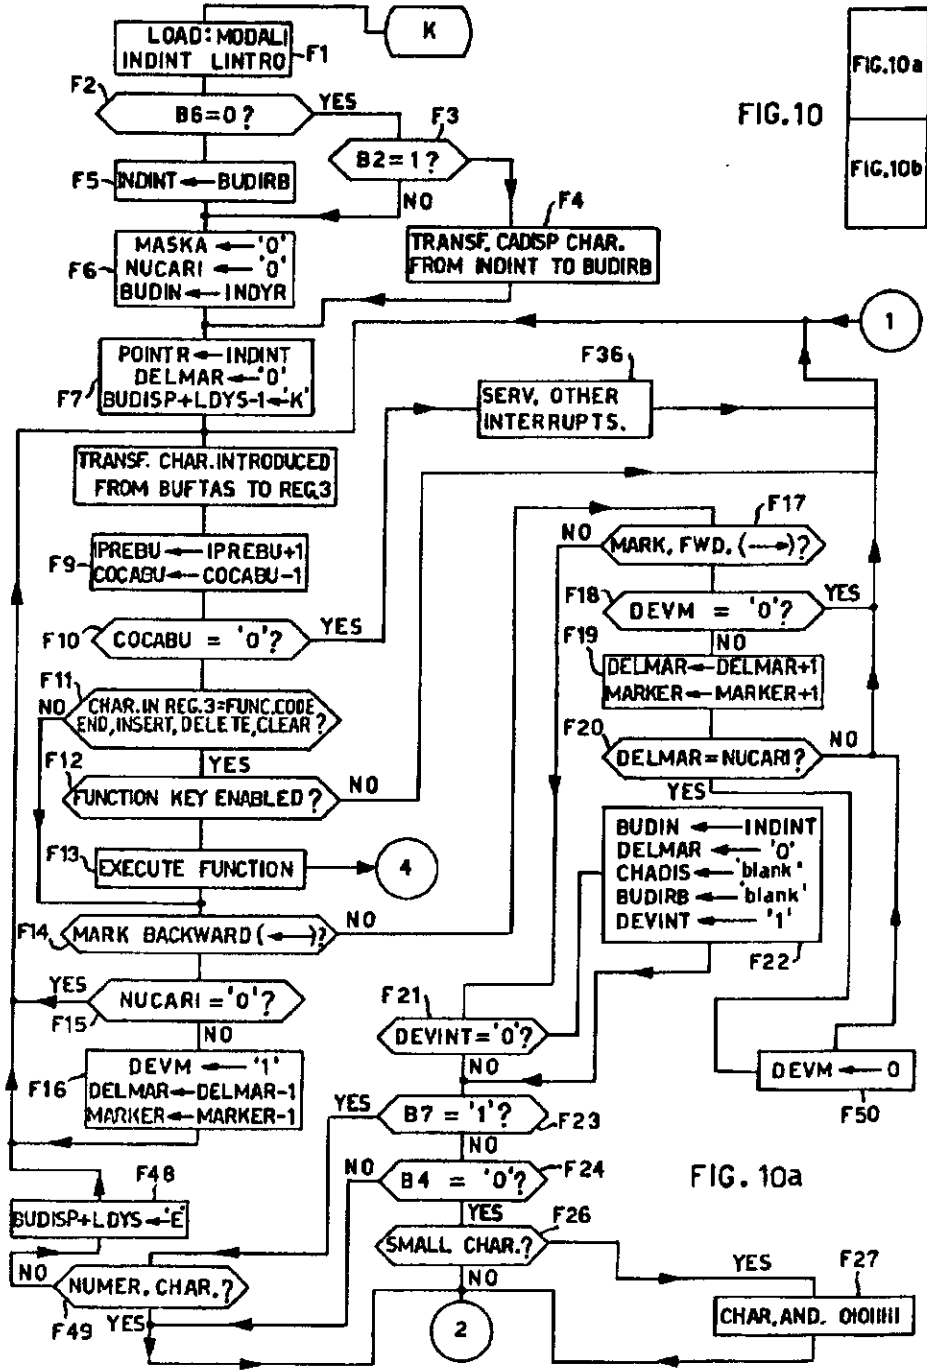 K
LOAD: MODALI
INDINT LINTRO
F1
F2
B6=0?
YES
F3
B2=1?
NO
F5
INDINT ← BUDIRB
F4
TRANSF. CADISP CHAR.
FROM INDINT TO BUDIRB
FIG.10
FIG.10a
FIG.10b
F6
MASKA ← '0'
NUCARI ← '0'
BUDIN ← INDYR
1
F7
POINTR ← INDINT
DELMAR ← '0'
BUDISP+LDYS-1←'K'
F36
SERV. OTHER
INTERRUPTS.
TRANSF. CHAR. INTRODUCED
FROM BUFTAS TO REG.3
F9
IPREBU ← IPREBU+1
COCABU ← COCABU-1
F10
COCABU = '0'?
YES
F11
NO
CHAR. IN REG.3=FUNC.CODE
END, INSERT, DELETE, CLEAR?
YES
F12
FUNCTION KEY ENABLED?
NO
F13
EXECUTE FUNCTION
4
F14
MARK BACKWARD (←)?
NO
YES
NUCARI = '0'?
F15
NO
F16
DEVM ← '1'
DELMAR←DELMAR-1
MARKER←MARKER-1
F17
NO
MARK. FWD. (→)?
F18
DEVM = '0'?
YES
NO
F19
DELMAR←DELMAR+1
MARKER←MARKER+1
F20
DELMAR=NUCARI?
NO
YES
BUDIN ← INDINT
DELMAR ← '0'
CHADIS ← 'blank'
BUDIRB ← 'blank'
DEVINT ← '1'
F22
F21
DEVINT='0'?
NO
DEVM ← 0
F50
YES
B7 = '1'?
F23
NO
NO
B4 = '0'?
F24
YES
FIG. 10a
F48
BUDISP+LDYS←'E'
SMALL CHAR.?
F26
YES
NO
NO
NUMER. CHAR.?
F49
YES
2
F27
CHAR. AND. 01011111